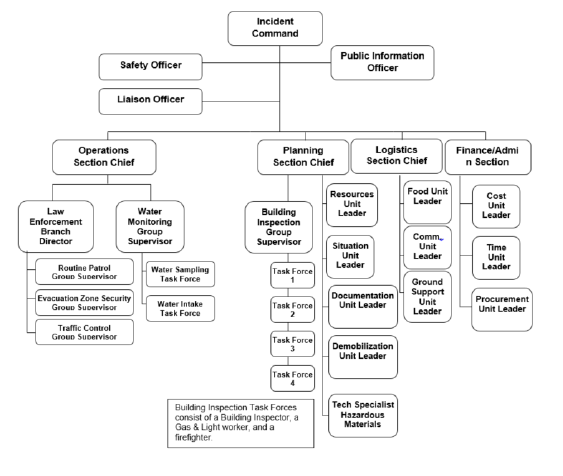 Incident
Command
Safety Officer
Public Information
Officer
Liaison Officer
Operations
Section Chief
Planning
Section Chief
Logistics
Section Chief
Finance/Admi
n Section
Law
Enforcement
Branch
Director
Water
Monitoring
Group
Supervisor
Building
Inspection
Group
Supervisor
Resources
Unit
Leader
Food Unit
Leader
Cost
Unit
Leader
Routine Patrol
Group Supervisor
Evacuation Zone Security
Group Supervisor
Traffic Control
Group Supervisor
Water Sampling
Task Force
Water Intake
Task Force
Task Force
1
Task Force
2
Task Force
3
Task Force
4
Situation
Unit
Leader
Documentation
Unit Leader
Demobilization
Unit Leader
Tech Specialist
Hazardous
Materials
Comm.
Unit
Leader
Ground
Support
Unit
Leader
Time
Unit
Leader
Procurement
Unit Leader
Building Inspection Task Forces
consist of a Building Inspector, a
Gas & Light worker, and a
firefighter.